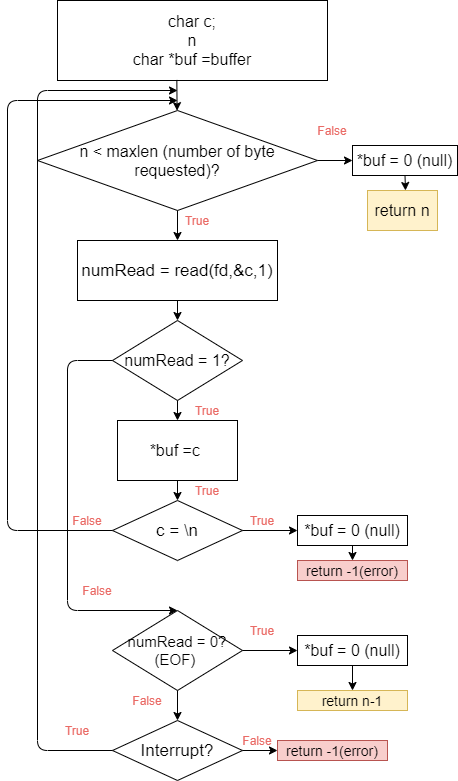 char c;
n
char *buf =buffer
False
n < maxlen (number of byte
requested)?
*buf = 0 (null)
return n
True
numRead = read(fd,&c,1)
numRead = 1?
True
*buf =c
True
False
c = \n
True
*buf = 0 (null)
return -1(error)
False
numRead = 0?
(EOF)
True
*buf = 0 (null)
return n-1
False
True
Interrupt?
False
return -1(error)